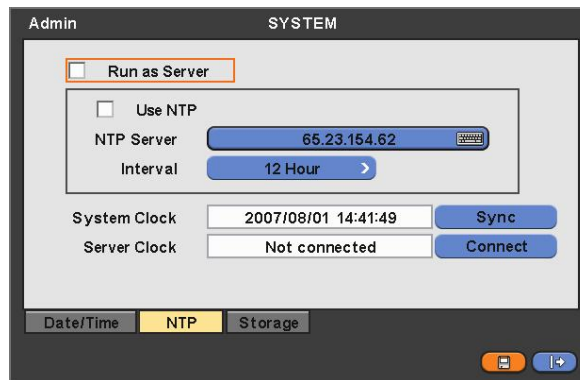 Admin SYSTEM
Run as Server
Use NTP
NTP Server 65.23.154.62
Interval 12 Hour >
System Clock 2007/08/01 14:41:49 Sync
Server Clock Not connected Connect
Date/Time NTP Storage